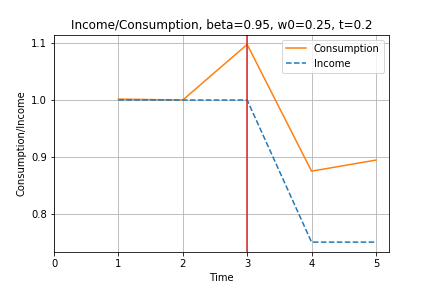 Income/Consumption, beta=0.95, w0=0.25, t=0.2
Consumption
Income
Consumption/Income
1.1
1.0
0.9
0.8
0 1 2 3 4 5
Time